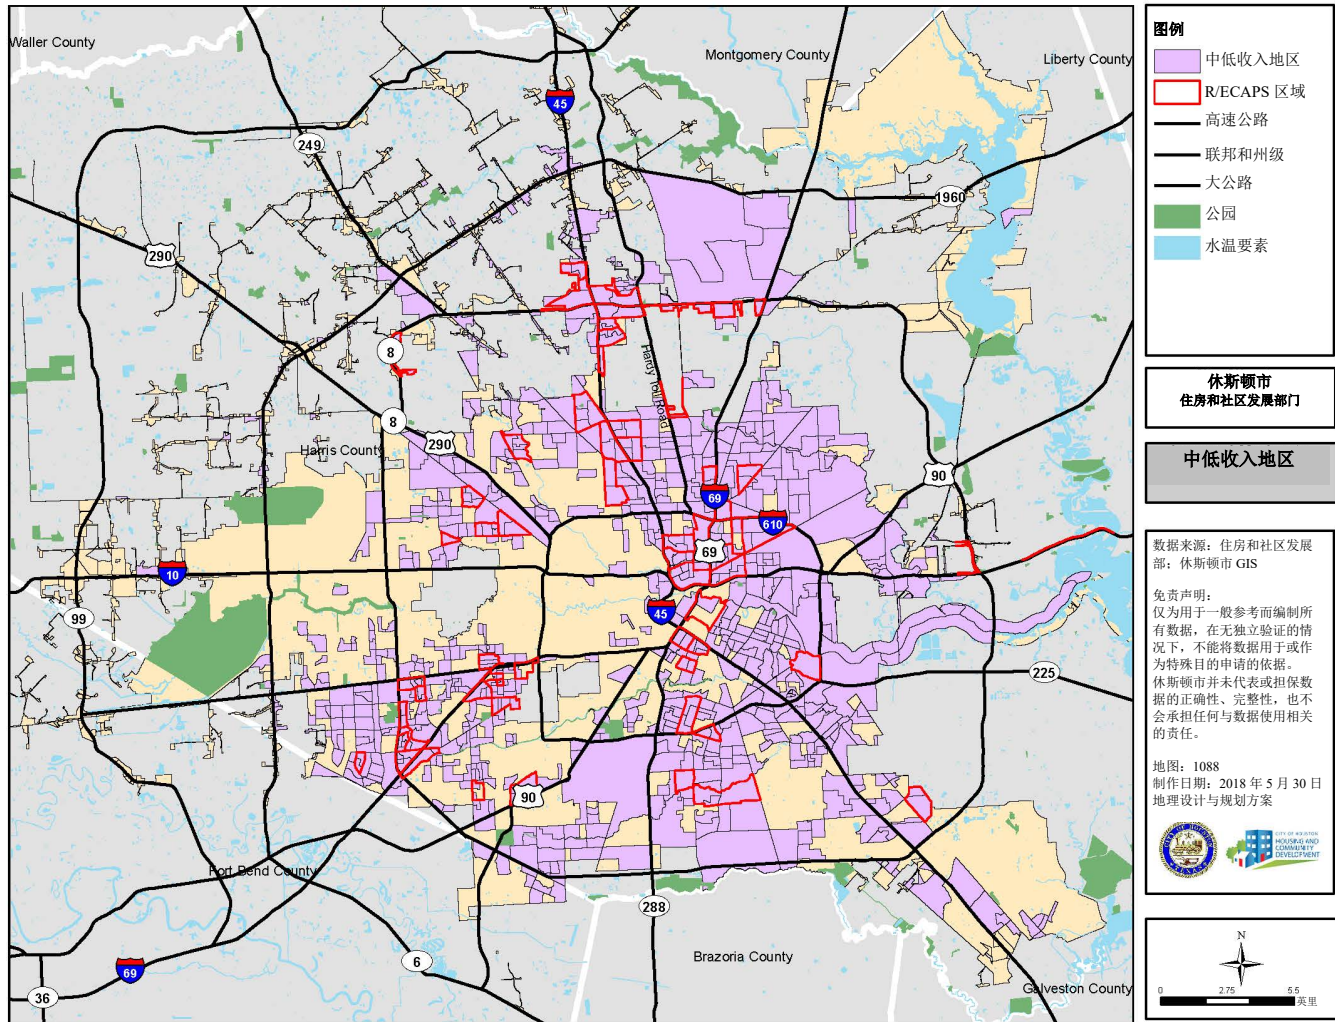 Waller County
Montgomery County
Liberty County
45
249
1960
290
8
Hardy Toll Road
8
290
Harris County
90
69
610
69
10
45
99
225
90
Fort Bend County
288
6
Brazoria County
69
36
Galveston County
图例
中低收入地区
R/ECAPS 区域
高速公路
联邦和州级
大公路
公园
水温要素
休斯顿市
住房和社区发展部门
中低收入地区
数据来源：住房和社区发展
部；休斯顿市 GIS
免责声明：
仅为用于一般参考而编制所
有数据，在无独立验证的情
况下，不能将数据用于或作
为特殊目的申请的依据。
休斯顿市并未代表或担保数
据的正确性、完整性，也不
会承担任何与数据使用相关
的责任。
地图：1088
制作日期：2018 年 5 月 30 日
地理设计与规划方案
CITY OF HOUSTON
HOUSING AND
COMMUNITY
DEVELOPMENT
N
0 2.75 5.5
英里